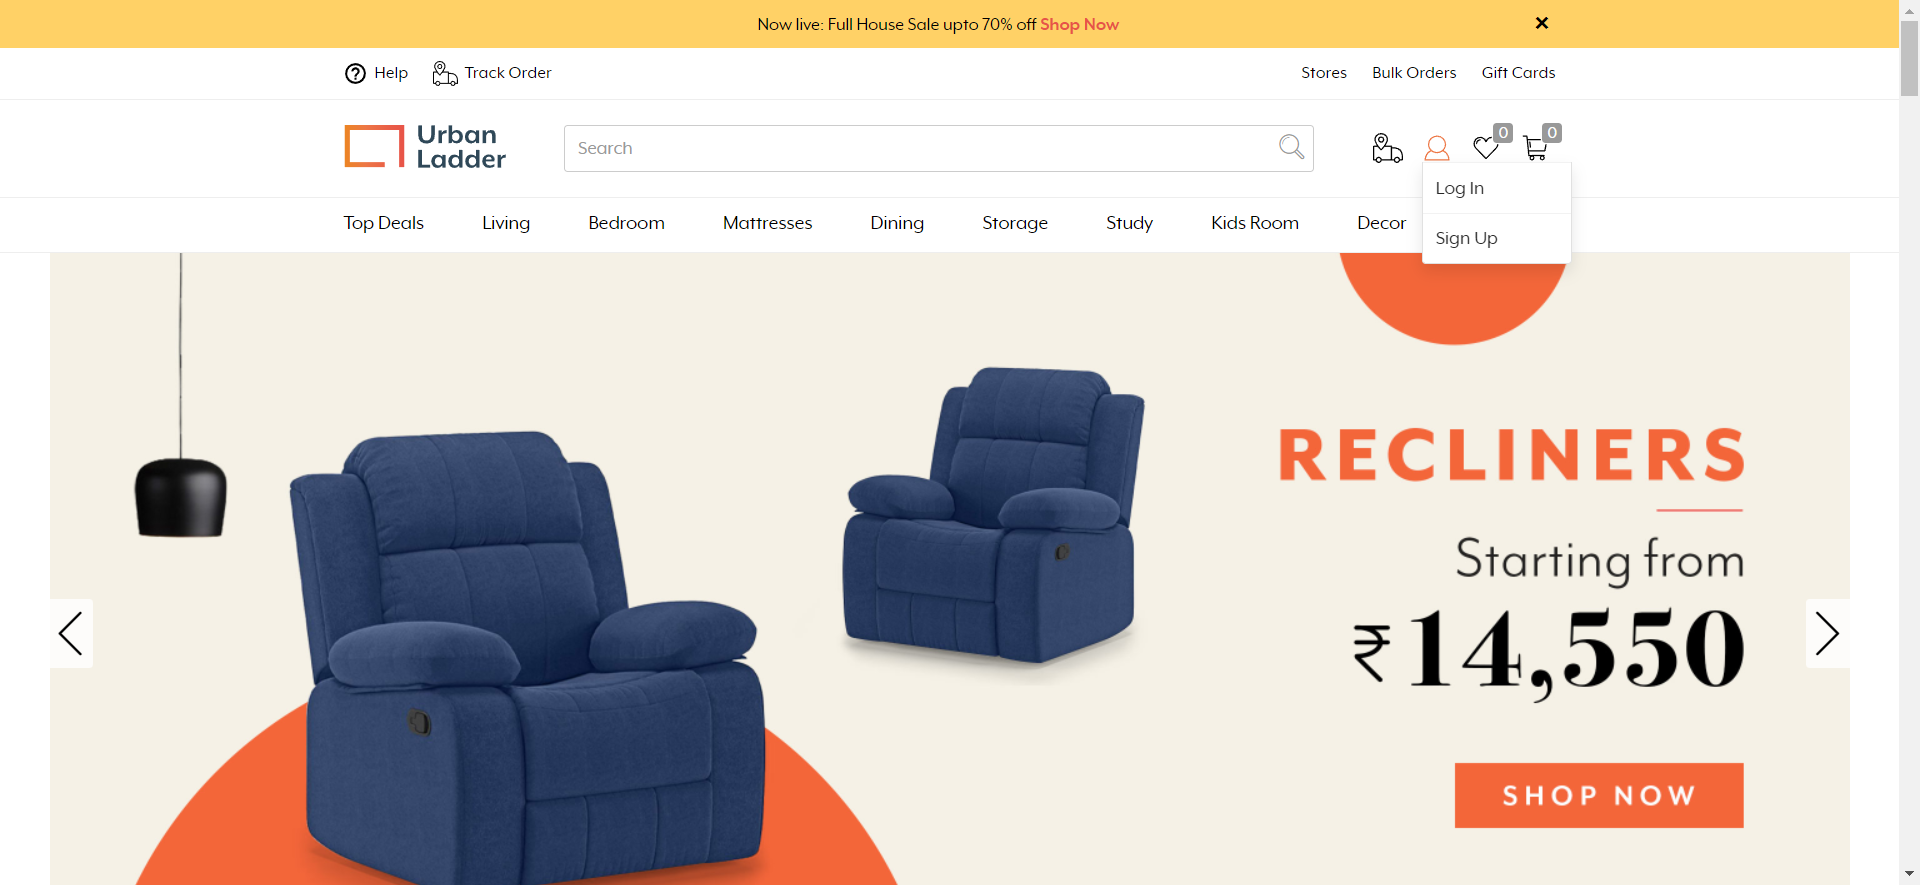 Now live: Full House Sale upto 70% off Shop Now
Help Track Order Stores Bulk Orders Gift Cards
Urban
Ladder
Search
0 0
Log In
Sign Up
Top Deals Living Bedroom Mattresses Dining Storage Study Kids Room Decor
RECLINERS
Starting from
₹14,550
SHOP NOW